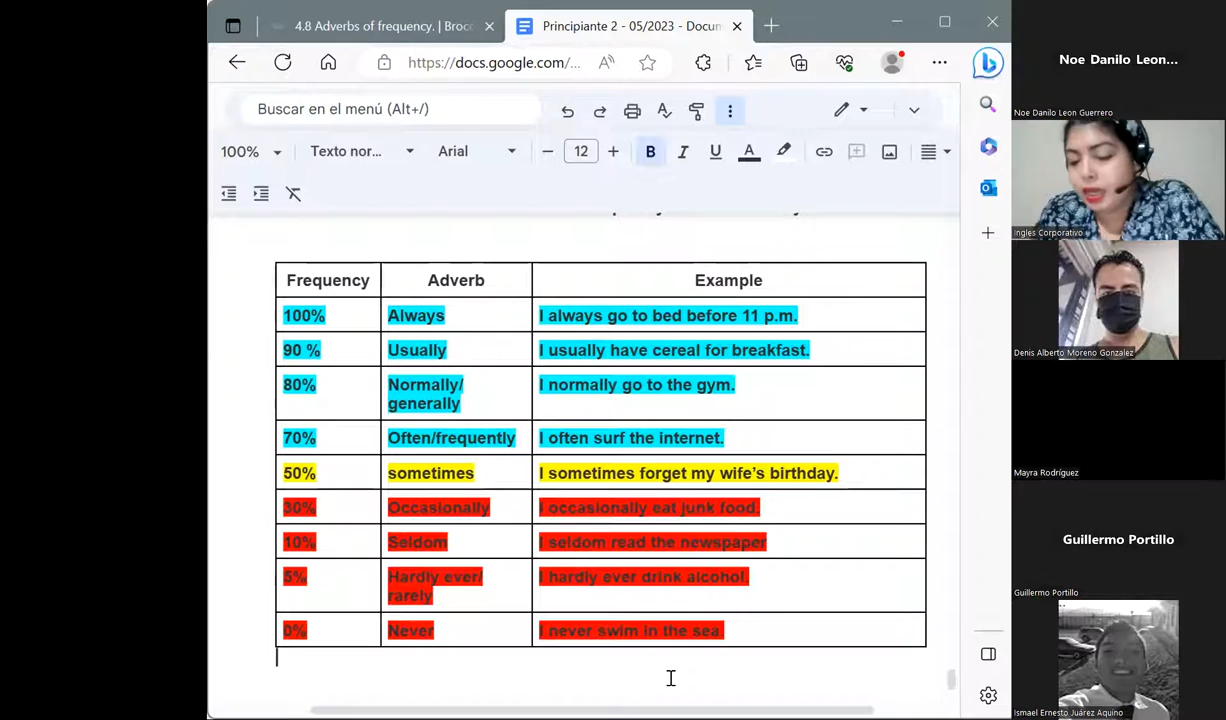 4.8 Adverbs of frequency. | Broc
Principiante 2 - 05/2023 - Docum
https://docs.google.com/...
Buscar en el menú (Alt+/)
100%
Texto nor...
Arial
12
B I U A
Frequency Adverb Example
100% Always I always go to bed before 11 p.m.
90 % Usually I usually have cereal for breakfast.
80% Normally/ I normally go to the gym.
generally
70% Often/frequently I often surf the internet.
50% sometimes I sometimes forget my wife’s birthday.
30% Occasionally I occasionally eat junk food.
10% Seldom I seldom read the newspaper
5% Hardly ever/ I hardly ever drink alcohol.
rarely
0% Never I never swim in the sea.
Noe Danilo Leon...
Noe Danilo Leon Guerrero
Ingles Corporativo
Denis Alberto Moreno Gonzalez
Mayra Rodríguez
Guillermo Portillo
Guillermo Portillo
Ismael Ernesto Juárez Aquino